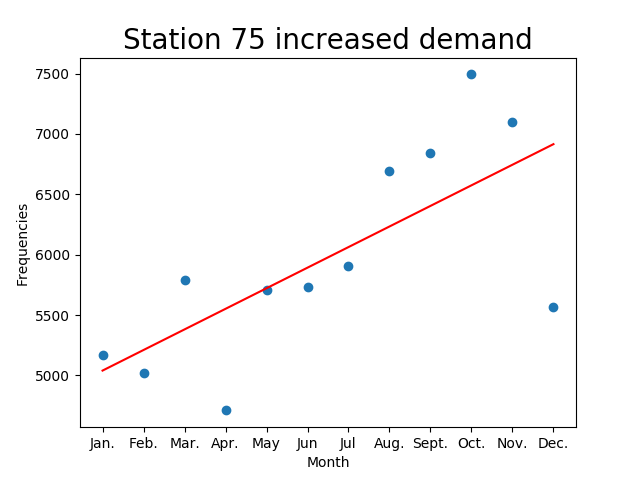 Station 75 increased demand
7500
7000
6500
6000
5500
5000
Frequencies
Jan. Feb. Mar. Apr. May Jun Jul Aug. Sept. Oct. Nov. Dec.
Month